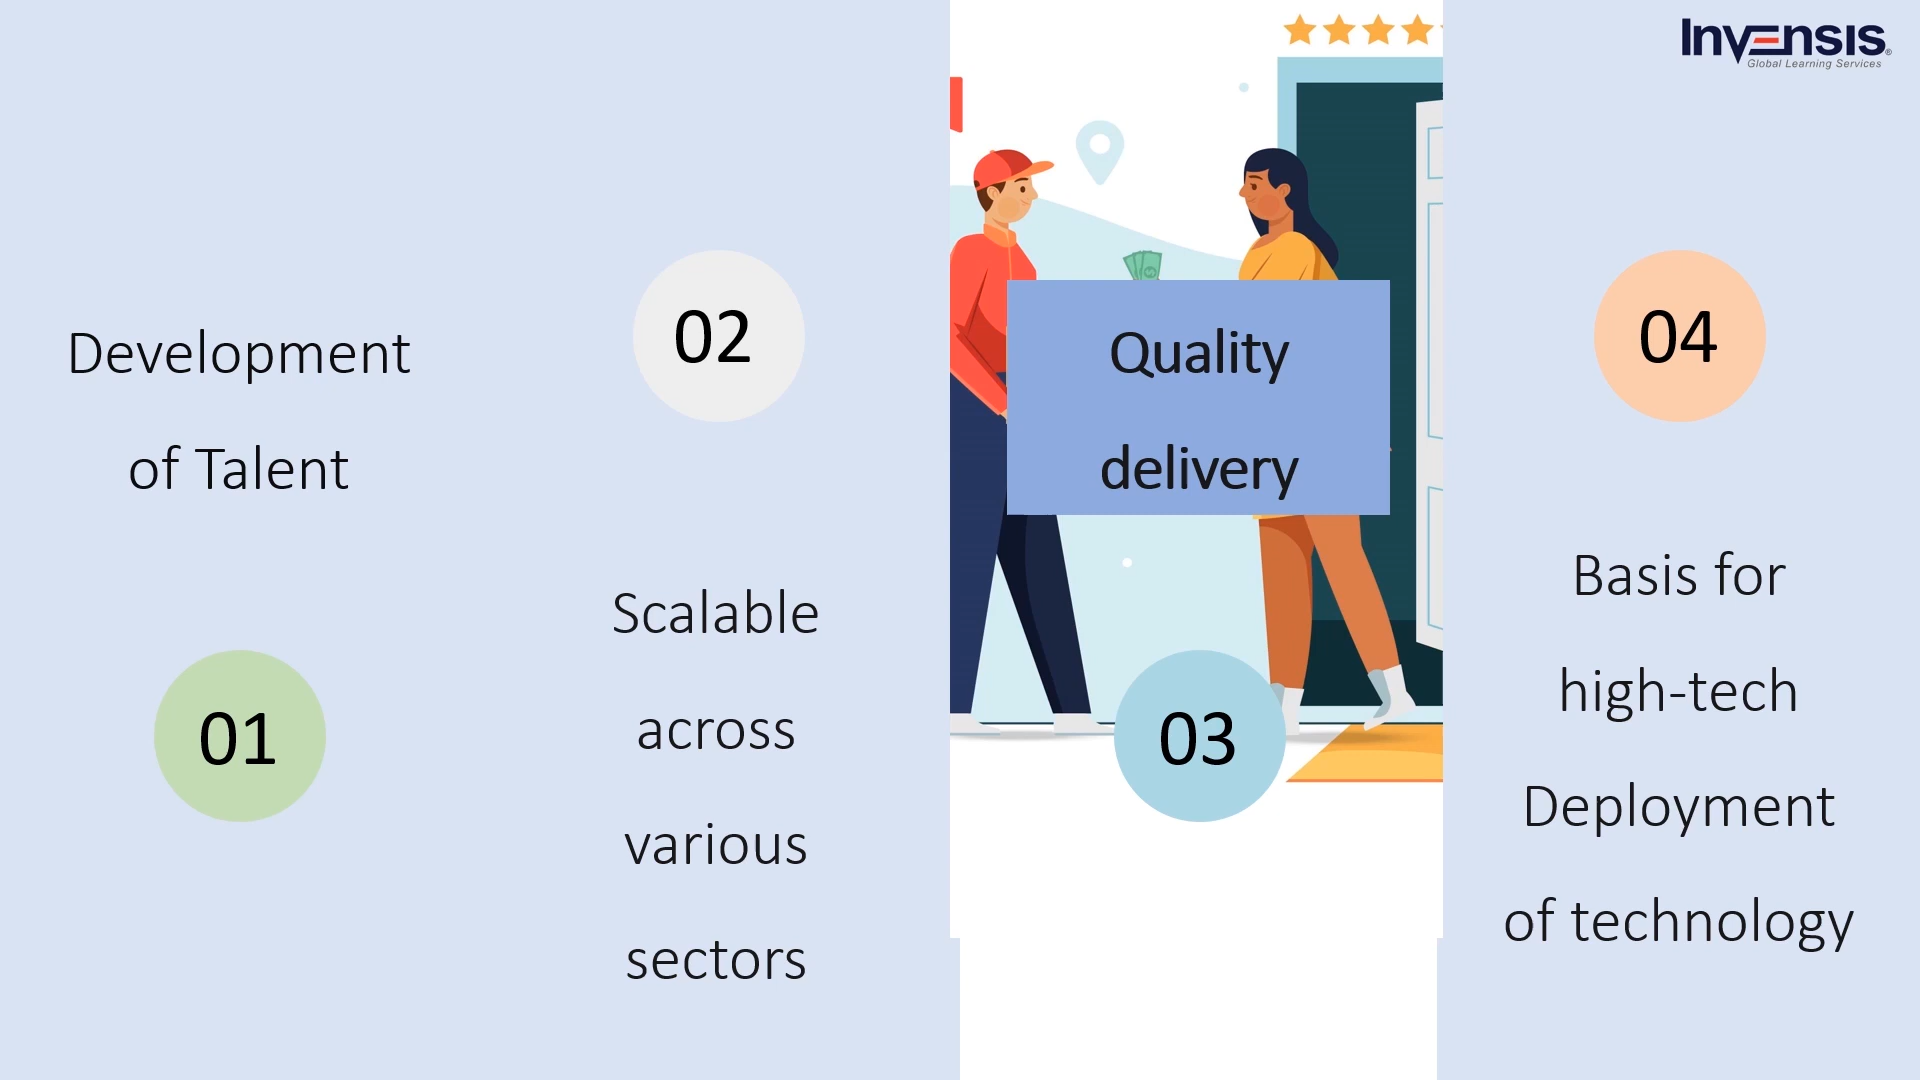 Invensis®
Global Learning Services
Development
of Talent
01
02
Scalable
across
various
sectors
Quality
delivery
03
04
Basis for
high-tech
Deployment
of technology